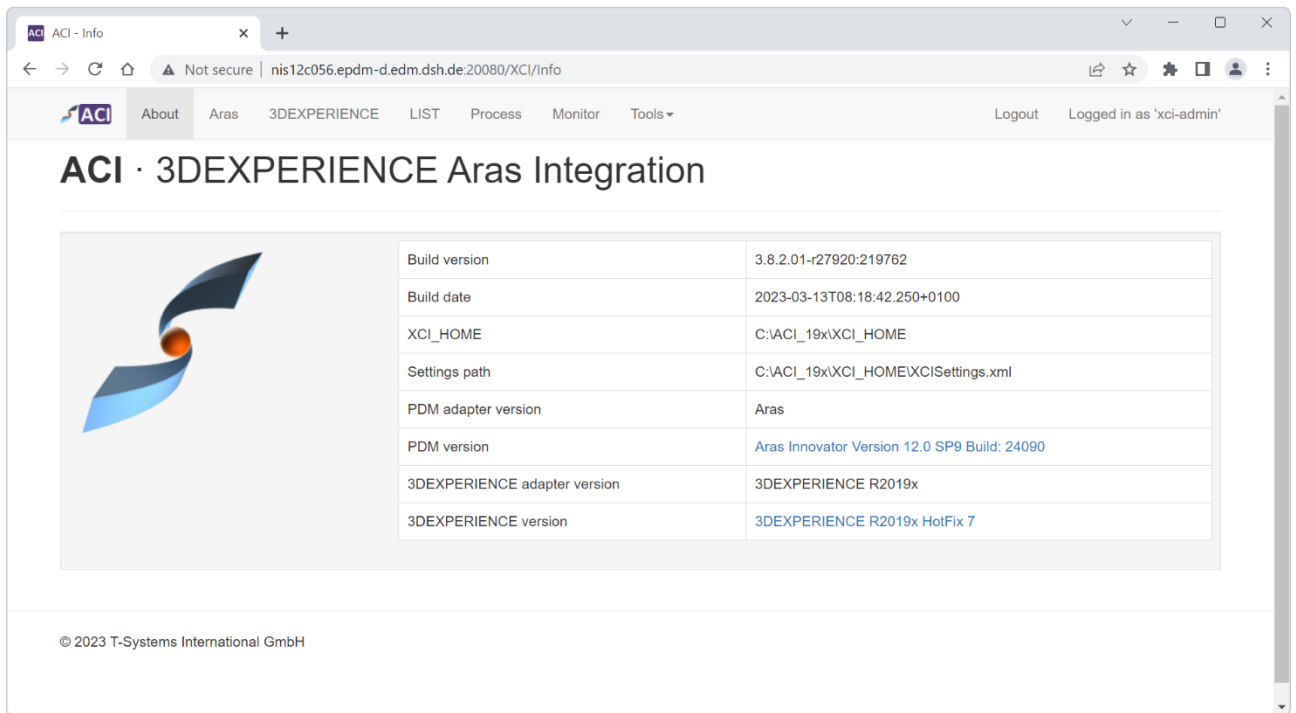 ACI ACI - Info
Not secure nis12c056.epdm-d.edm.dsh.de:20080/XCI/Info
ACI About Aras 3DEXPERIENCE LIST Process Monitor Tools Logout Logged in as 'xci-admin'
ACI · 3DEXPERIENCE Aras Integration
Build version 3.8.2.01-r27920:219762
Build date 2023-03-13T08:18:42.250+0100
XCI_HOME C:\ACI_19x\XCI_HOME
Settings path C:\ACI_19x\XCI_HOME\XCISettings.xml
PDM adapter version Aras
PDM version Aras Innovator Version 12.0 SP9 Build: 24090
3DEXPERIENCE adapter version 3DEXPERIENCE R2019x
3DEXPERIENCE version 3DEXPERIENCE R2019x HotFix 7
© 2023 T-Systems International GmbH